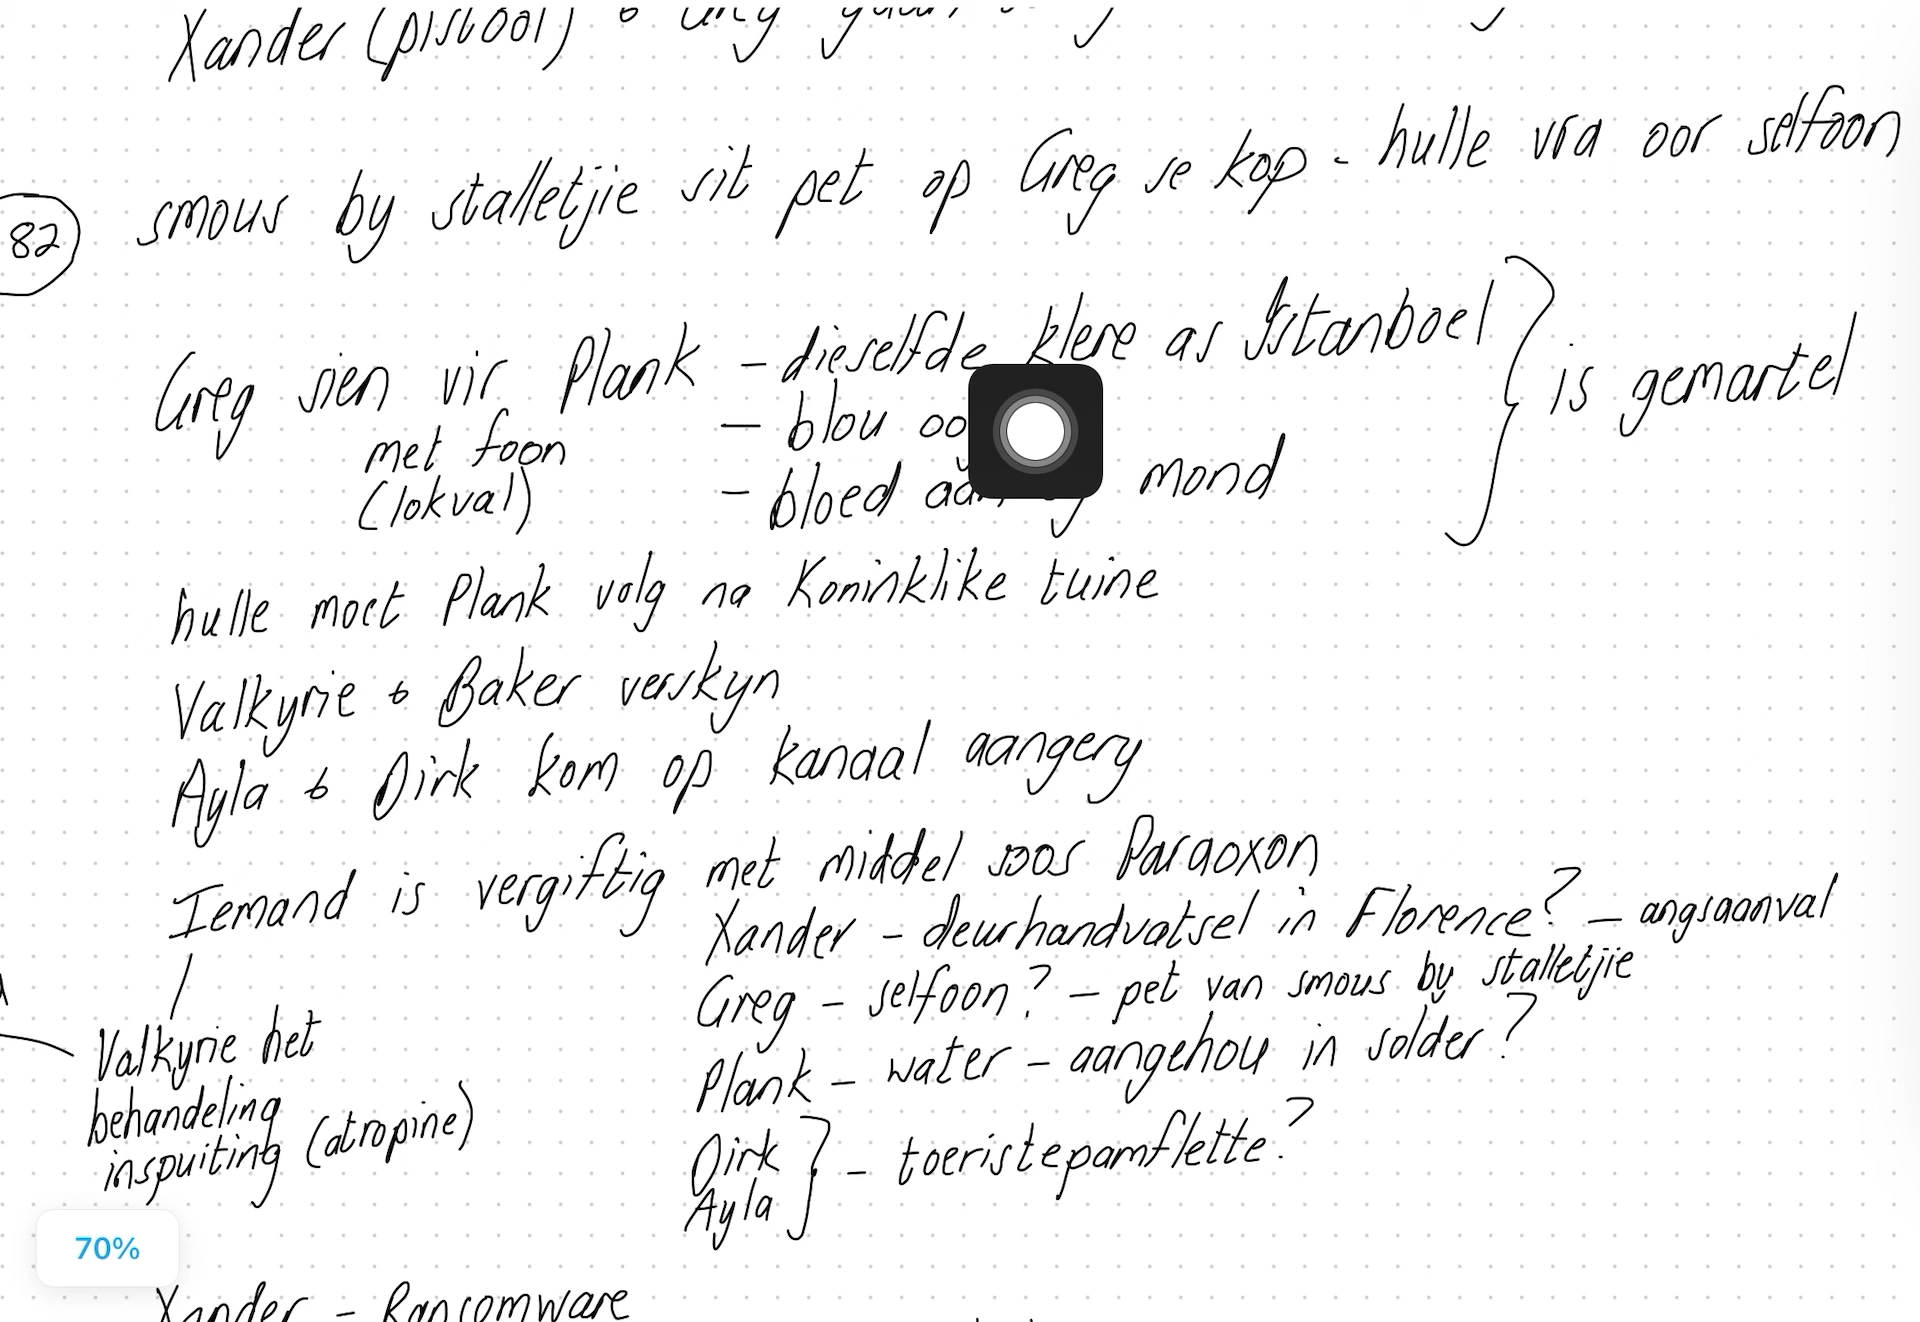 Xander (pistool) &
smous by stalletjie sit pet op Greg se kop - hulle vra oor selfoon
82
Greg sien vir Plank - dieselfde klere as Istanboel
met foon - blou
(lokval) - bloed mond
is gemartel
hulle moet Plank volg na Koninklike tuine
Valkyrie & Baker verskyn
Ayla & Dirk kom op kanaal aangery
Iemand is vergiftig met middel soos Paraoxon
Xander - deurhandvatsel in Florence? - angsaanval
Greg - selfoon? - pet van smous by stalletjie
Valkyrie het
Plank - water - aangehou in solder?
behandeling
inspuiting (atropine)
Dirk
Ayla } - toeristepamflette?
70%
Xander - Ransomware